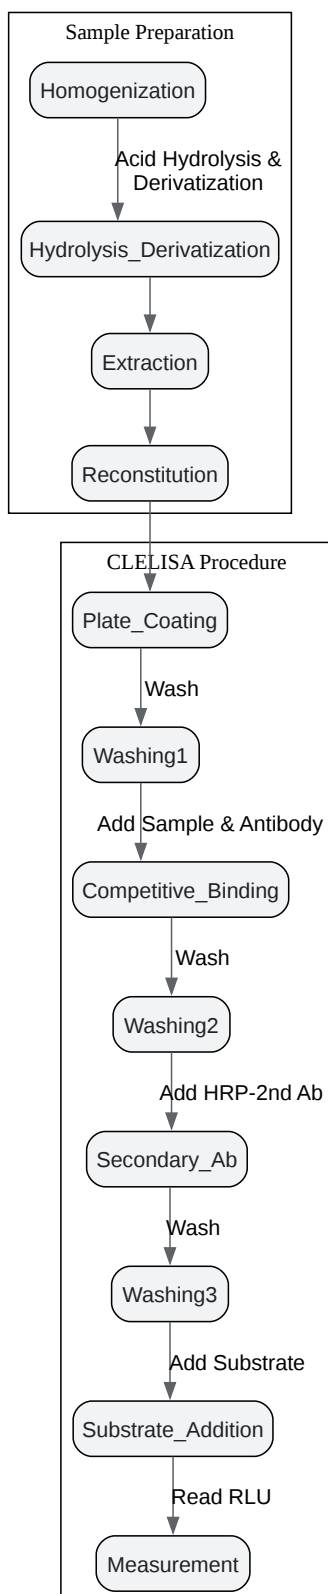 Sample Preparation
Homogenization
Acid Hydrolysis &
Derivatization
Hydrolysis_Derivatization
Extraction
Reconstitution
CLELISA Procedure
Plate_Coating
Wash
Washing1
Add Sample & Antibody
Competitive_Binding
Wash
Washing2
Add HRP-2nd Ab
Secondary_Ab
Wash
Washing3
Add Substrate
Substrate_Addition
Read RLU
Measurement